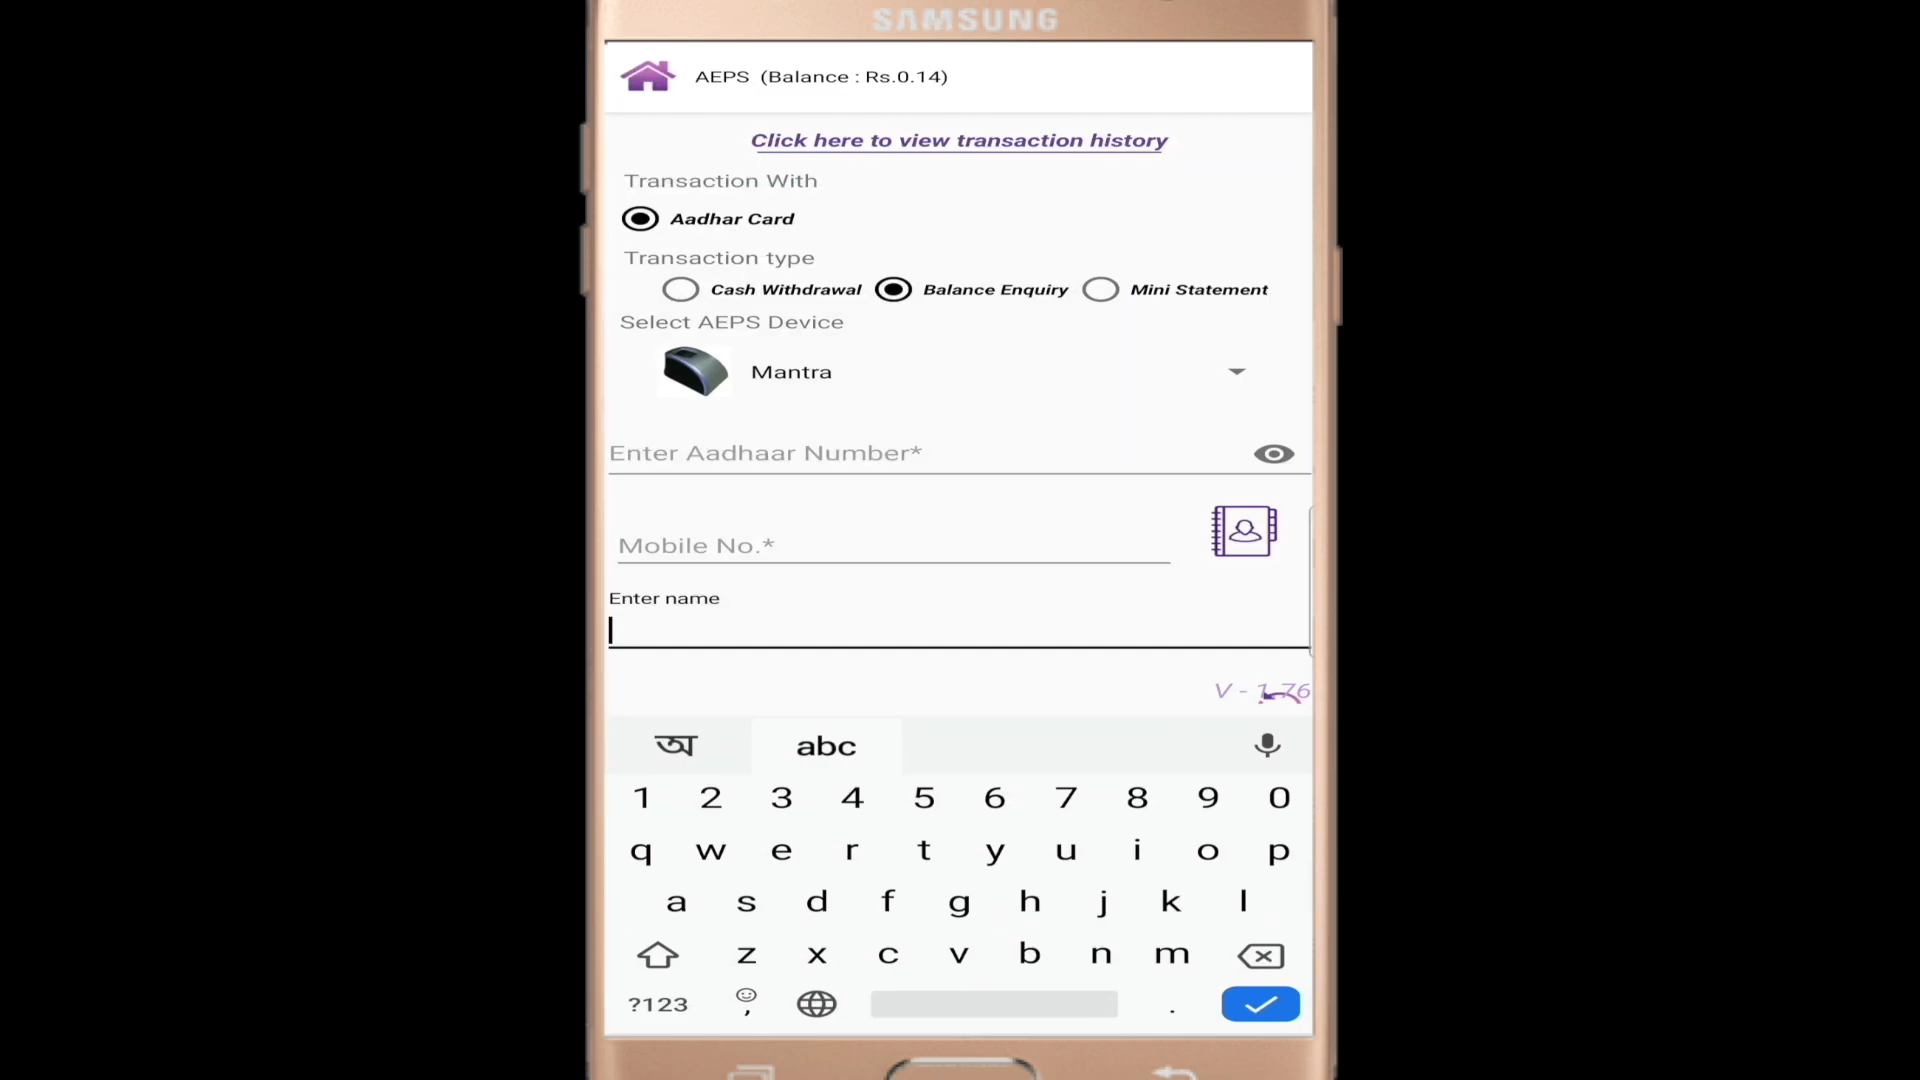 SAMSUNG
AEPS (Balance : Rs.0.14)
Click here to view transaction history
Transaction With
Aadhar Card
Transaction type
Cash Withdrawal Balance Enquiry Mini Statement
Select AEPS Device
Mantra
Enter Aadhaar Number*
Mobile No.*
Enter name
V - 1.76
অ abc
1 2 3 4 5 6 7 8 9 0
q w e r t y u i o p
a s d f g h j k l
z x c v b n m
?123 , .